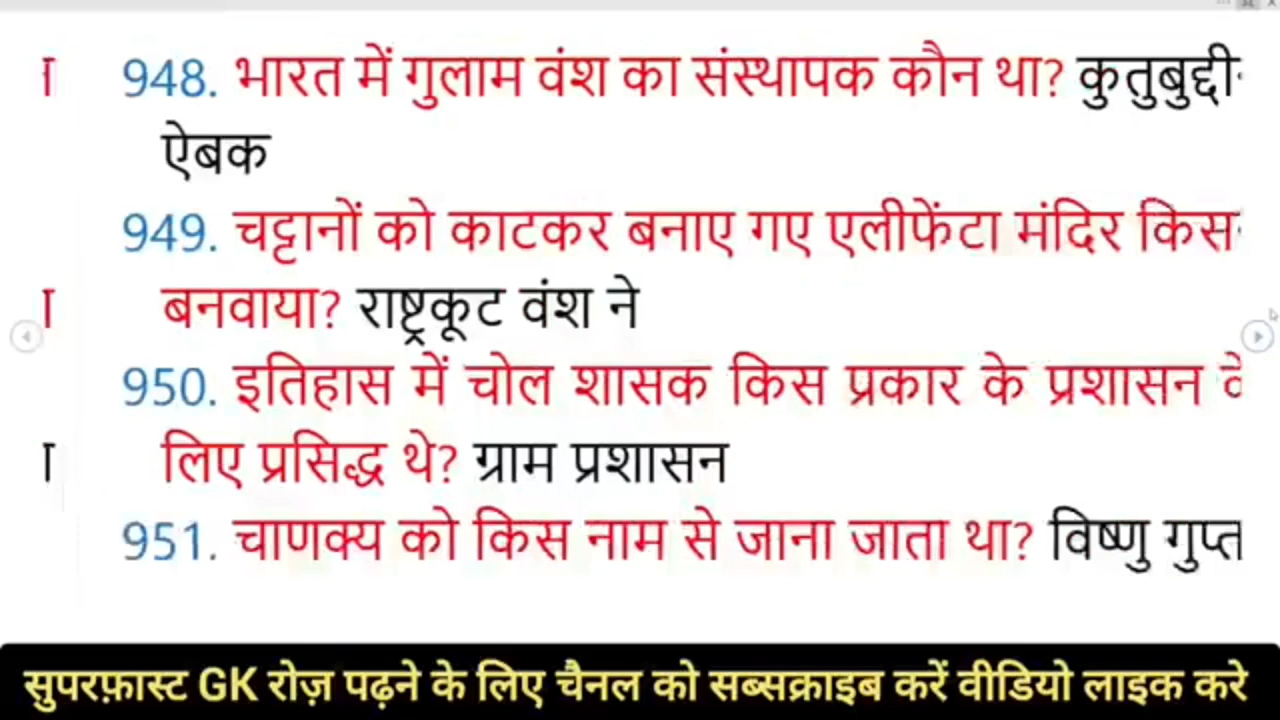 948. भारत में गुलाम वंश का संस्थापक कौन था? कुतुबुद्दी
ऐबक
949. चट्टानों को काटकर बनाए गए एलीफेंटा मंदिर किस
बनवाया? राष्ट्रकूट वंश ने
950. इतिहास में चोल शासक किस प्रकार के प्रशासन के
लिए प्रसिद्ध थे? ग्राम प्रशासन
951. चाणक्य को किस नाम से जाना जाता था? विष्णु गुप्त
सुपरफ़ास्ट GK रोज़ पढ़ने के लिए चैनल को सब्सक्राइब करें वीडियो लाइक करे